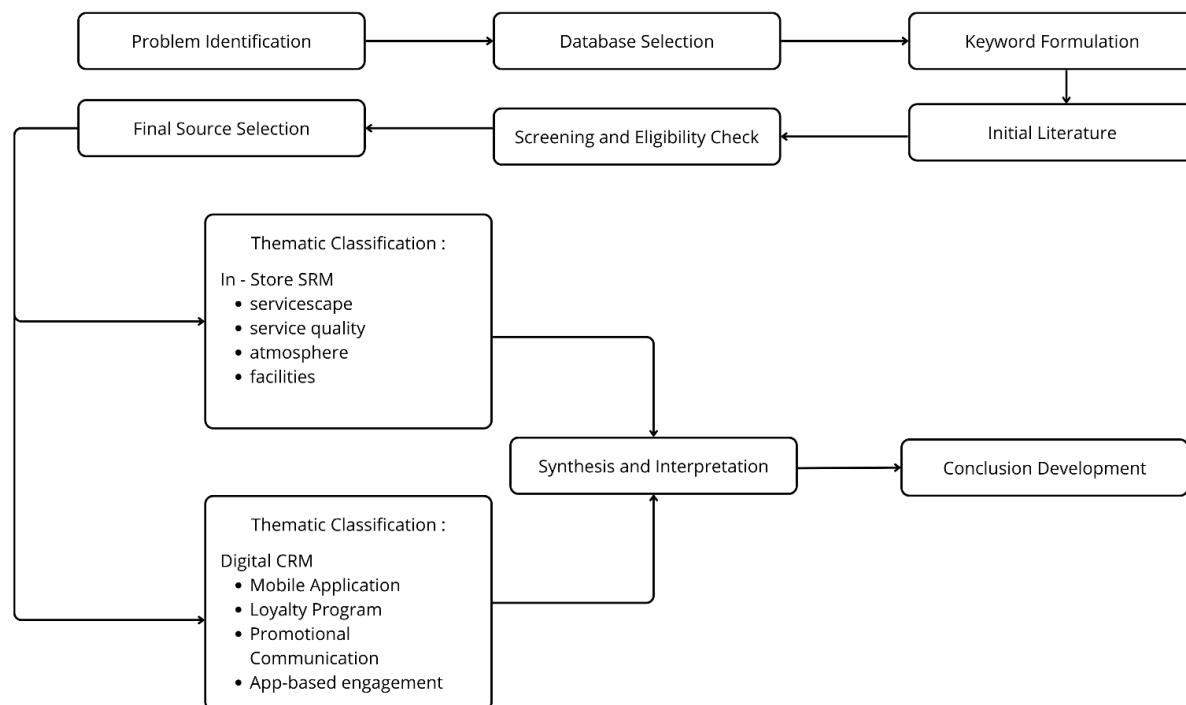 Problem Identification
Database Selection
Keyword Formulation
Final Source Selection
Screening and Eligibility Check
Initial Literature
Thematic Classification :
In - Store SRM
• servicescape
• service quality
• atmosphere
• facilities
Synthesis and Interpretation
Conclusion Development
Thematic Classification :
Digital CRM
• Mobile Application
• Loyalty Program
• Promotional
Communication
• App-based engagement